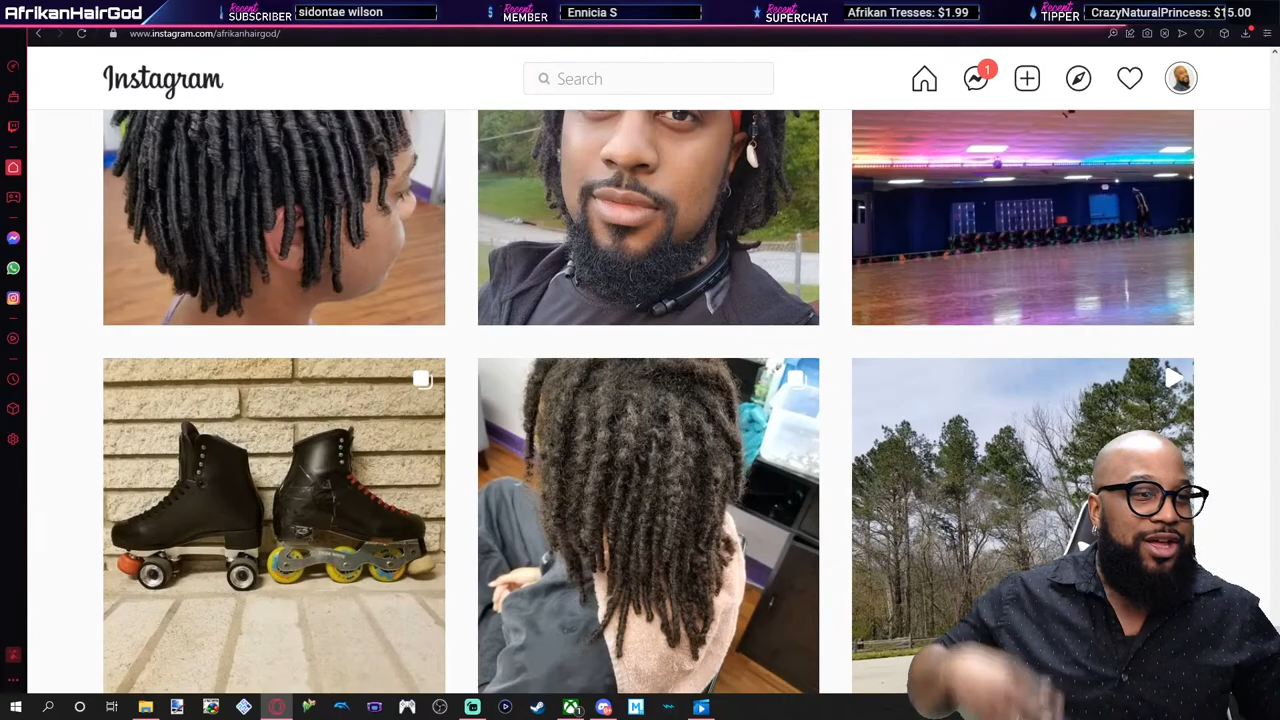 AfrikanHairGod
Recent SUBSCRIBER sidontae wilson
Recent MEMBER Ennicia S
Recent SUPERCHAT Afrikan Tresses: $1.99
Recent TIPPER CrazyNaturalPrincess: $15.00
www.instagram.com/afrikanhairgod/
Instagram
Search
1